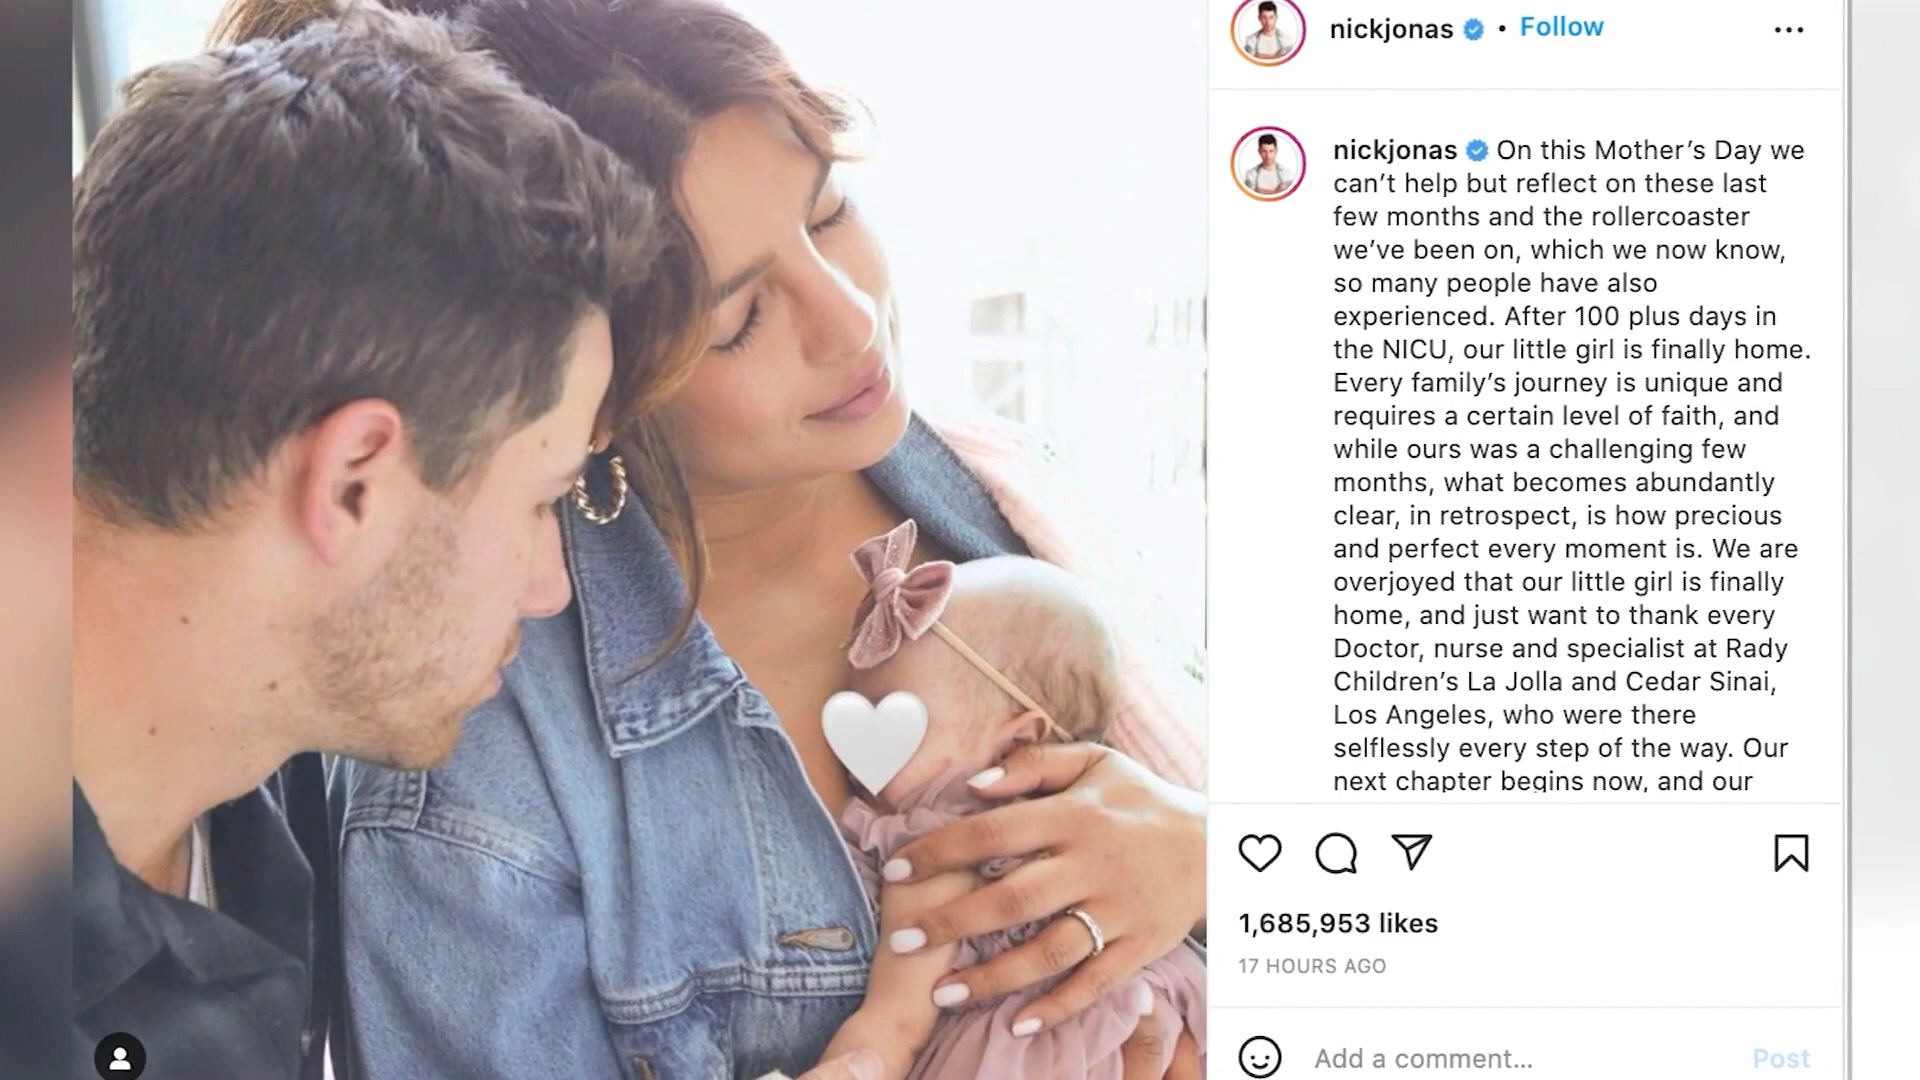 nickjonas • Follow
nickjonas On this Mother's Day we
can't help but reflect on these last
few months and the rollercoaster
we've been on, which we now know,
so many people have also
experienced. After 100 plus days in
the NICU, our little girl is finally home.
Every family's journey is unique and
requires a certain level of faith, and
while ours was a challenging few
months, what becomes abundantly
clear, in retrospect, is how precious
and perfect every moment is. We are
overjoyed that our little girl is finally
home, and just want to thank every
Doctor, nurse and specialist at Rady
Children's La Jolla and Cedar Sinai,
Los Angeles, who were there
selflessly every step of the way. Our
next chapter begins now, and our
1,685,953 likes
17 HOURS AGO
Add a comment...
Post